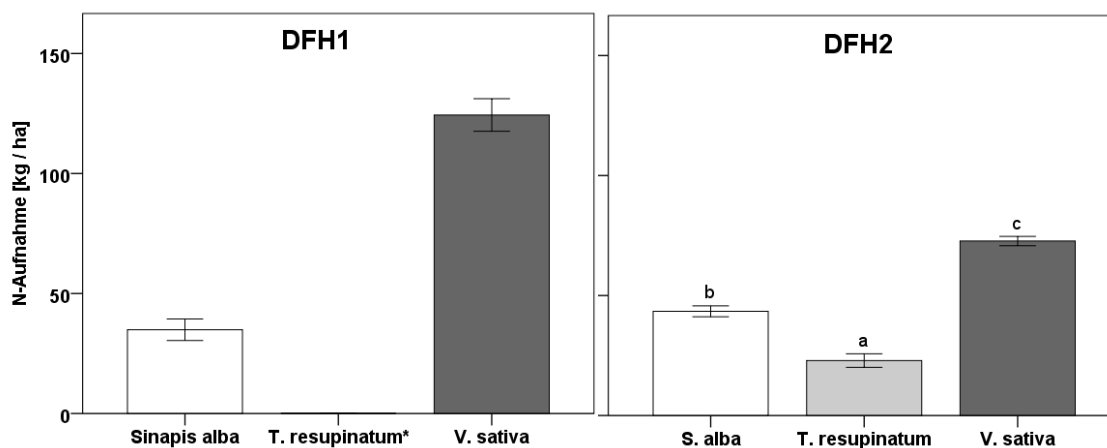 DFH1
DFH2
N-Aufnahme [kg / ha]
150
100
50
0
c
b
a
Sinapis alba
T. resupinatum*
V. sativa
S. alba
T. resupinatum
V. sativa